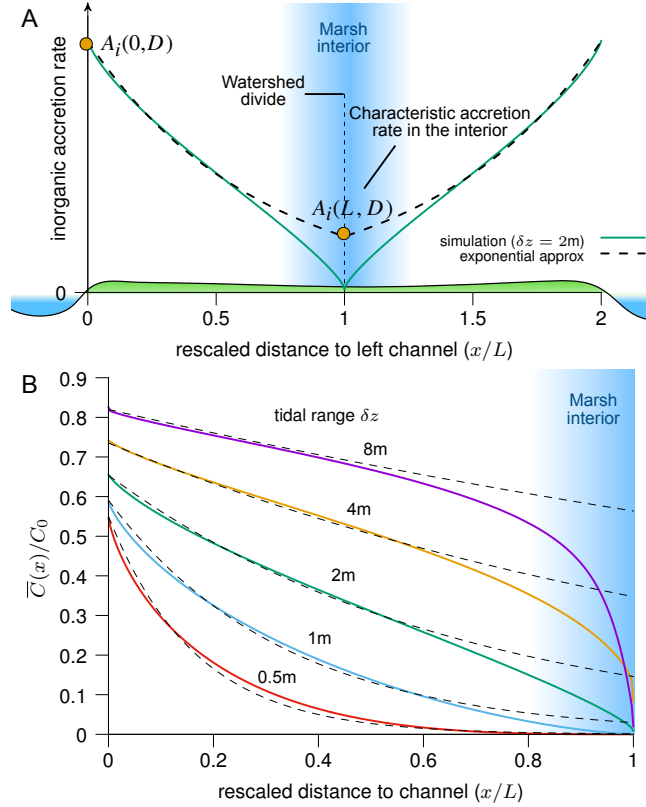 A
A_i(0,D)
Marsh
interior
Watershed
divide
Characteristic accretion
rate in the interior
A_i(L,D)
inorganic accretion rate
simulation (δz = 2m)
exponential approx
0
0 0.5 1 1.5 2
rescaled distance to left channel (x/L)
B
0.9
0.8
0.7
0.6
0.5
0.4
0.3
0.2
0.1
0
C̅(x)/C₀
tidal range δz
Marsh
interior
8m
4m
2m
1m
0.5m
0 0.2 0.4 0.6 0.8 1
rescaled distance to channel (x/L)